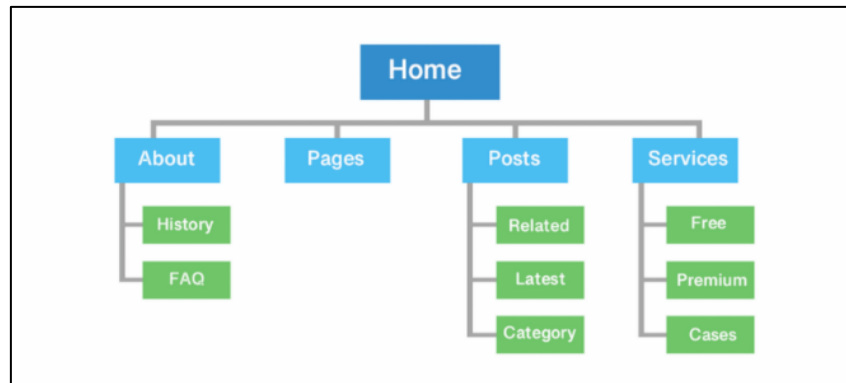 Home
About
Pages
Posts
Services
History
FAQ
Related
Latest
Category
Free
Premium
Cases